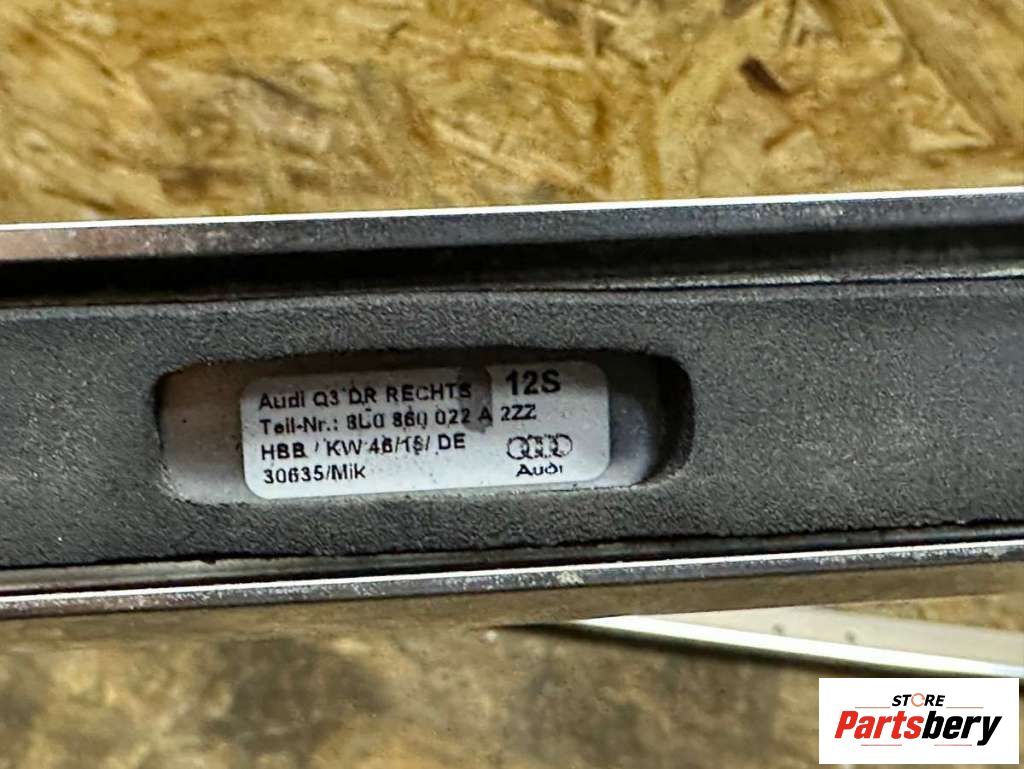 Audi Q3 DR RECHTS 12S
Teil-Nr.: 8L0 860 022 A 2ZZ
HBB / KW 46/15/ DE
30635/Mik
Audi
STORE
Partsbery